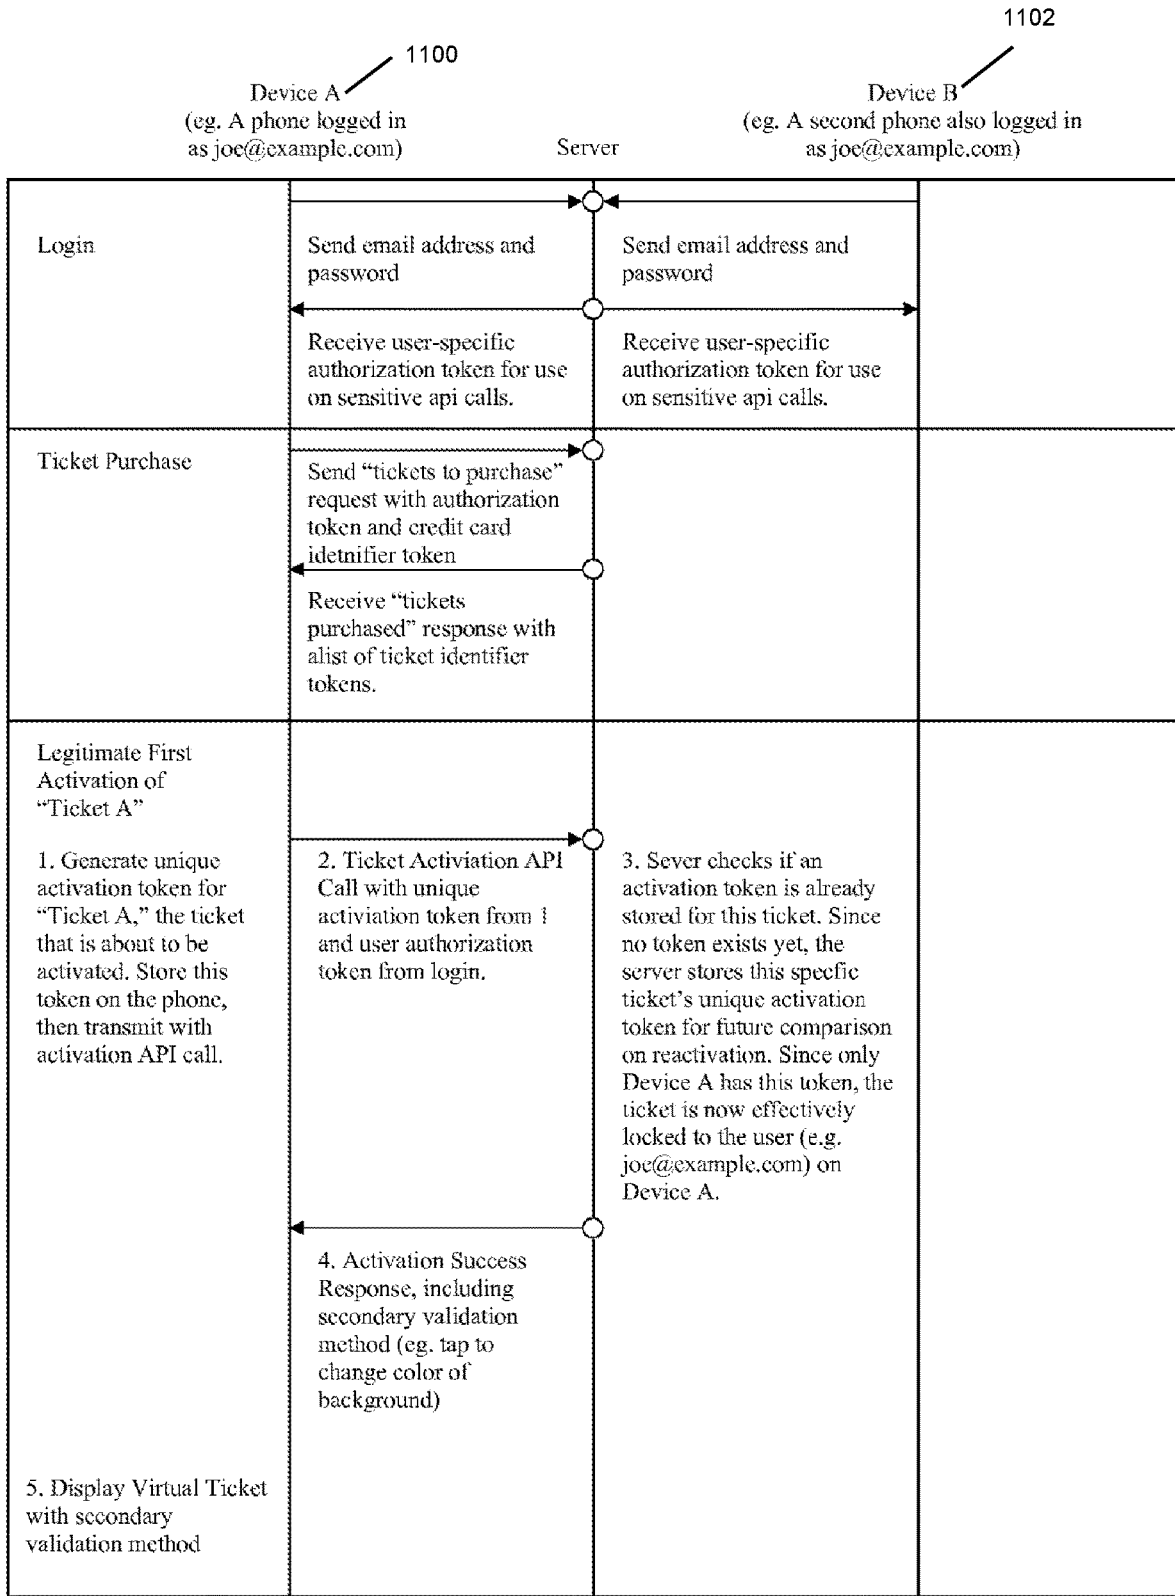 1102
1100
Device A
(eg. A phone logged in
as joe@example.com)
Server
Device B
(eg. A second phone also logged in
as joe@example.com)
Login
Send email address and
password
Send email address and
password
Receive user-specific
authorization token for use
on sensitive api calls.
Receive user-specific
authorization token for use
on sensitive api calls.
Ticket Purchase
Send “tickets to purchase”
request with authorization
token and credit card
idetnifier token
Receive “tickets
purchased” response with
alist of ticket identifier
tokens.
Legitimate First
Activation of
“Ticket A”
1. Generate unique
activation token for
“Ticket A,” the ticket
that is about to be
activated. Store this
token on the phone,
then transmit with
activation API call.
2. Ticket Activiation API
Call with unique
activiation token from 1
and user authorization
token from login.
3. Sever checks if an
activation token is already
stored for this ticket. Since
no token exists yet, the
server stores this specfic
ticket’s unique activation
token for future comparison
on reactivation. Since only
Device A has this token, the
ticket is now effectively
locked to the user (e.g.
joe@example.com) on
Device A.
4. Activation Success
Response, including
secondary validation
method (eg. tap to
change color of
background)
5. Display Virtual Ticket
with secondary
validation method